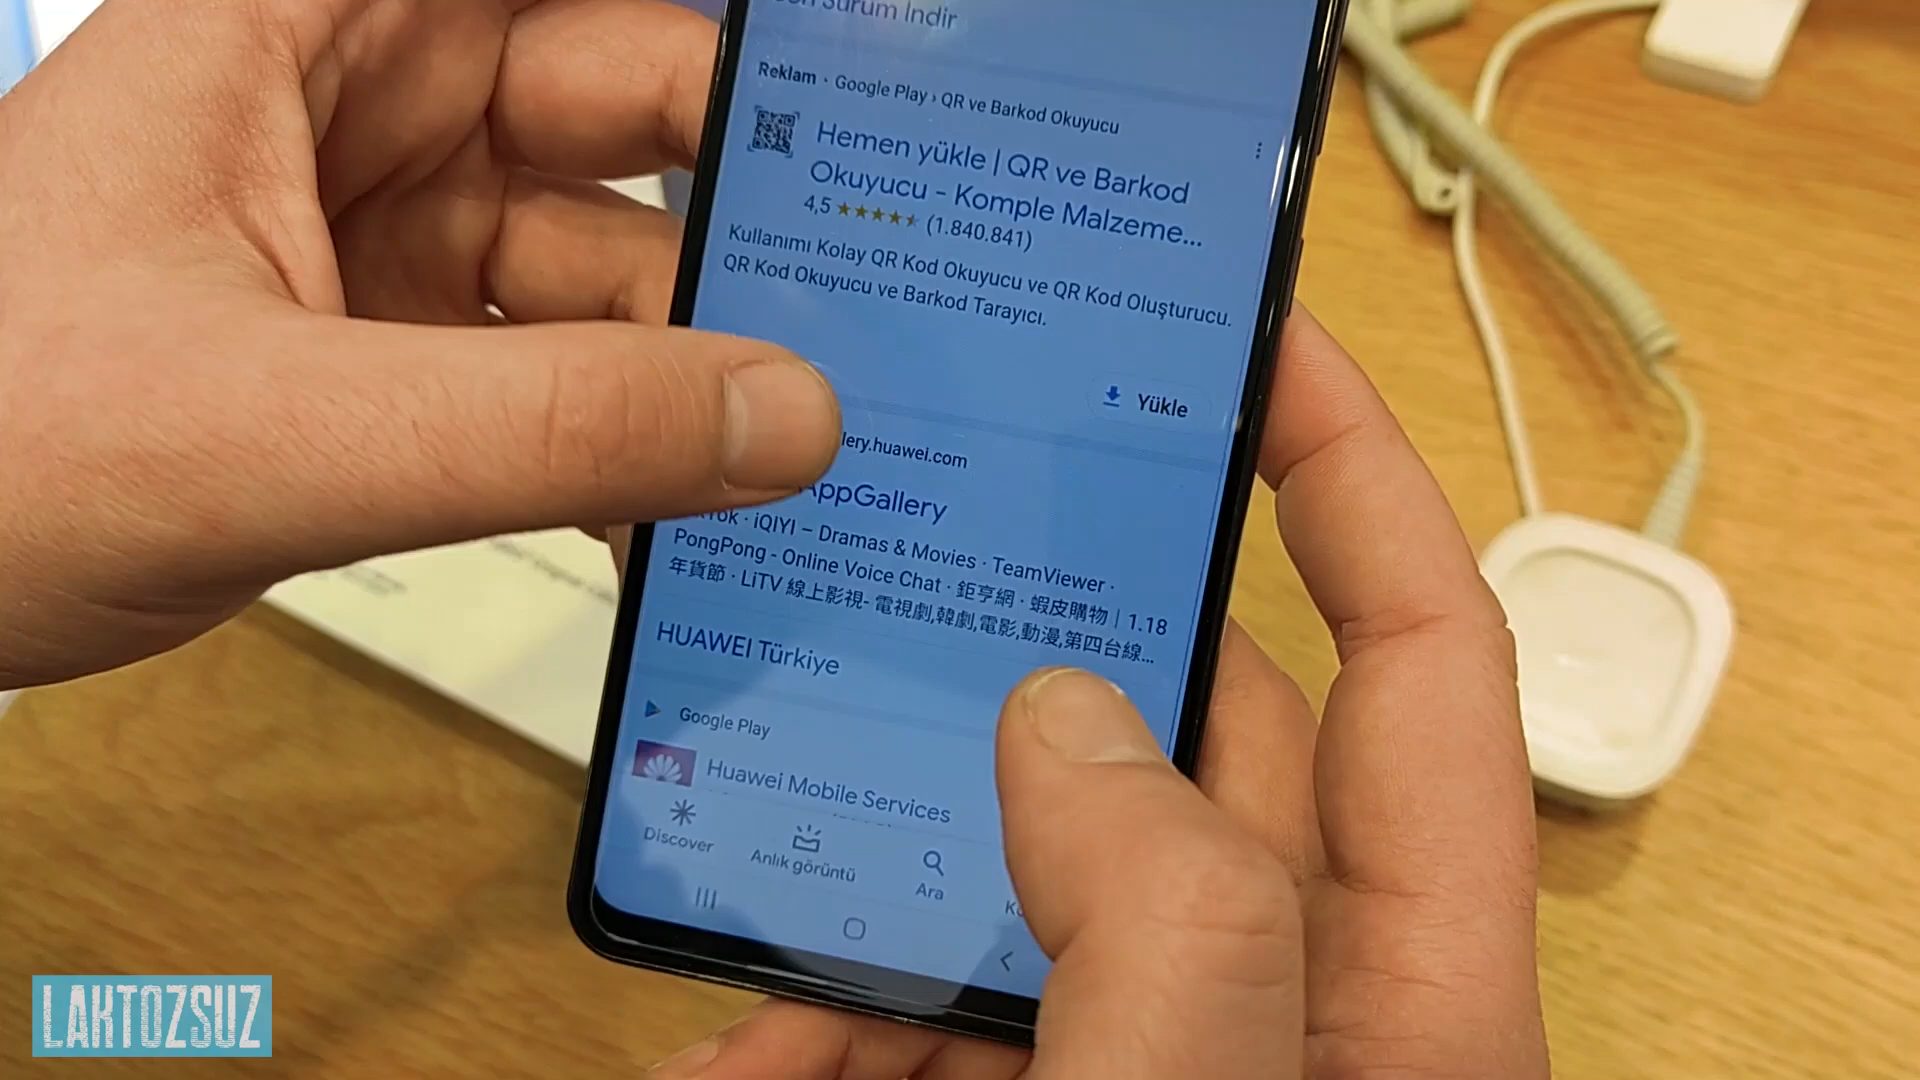 Sürüm İndir
Reklam · Google Play › QR ve Barkod Okuyucu
Hemen yükle | QR ve Barkod
Okuyucu - Komple Malzeme...
4,5 (1.840.841)
Kullanımı Kolay QR Kod Okuyucu ve QR Kod Oluşturucu.
QR Kod Okuyucu ve Barkod Tarayıcı.
Yükle
lery.huawei.com
AppGallery
Tok · iQIYI – Dramas & Movies · TeamViewer ·
PongPong - Online Voice Chat · 鉅亨網 · 蝦皮購物｜1.18
年貨節 · LiTV 線上影視- 電視劇,韓劇,電影,動漫,第四台線...
HUAWEI Türkiye
Google Play
Huawei Mobile Services
Discover
Anlık görüntü
Ara
LAKTOZSUZ